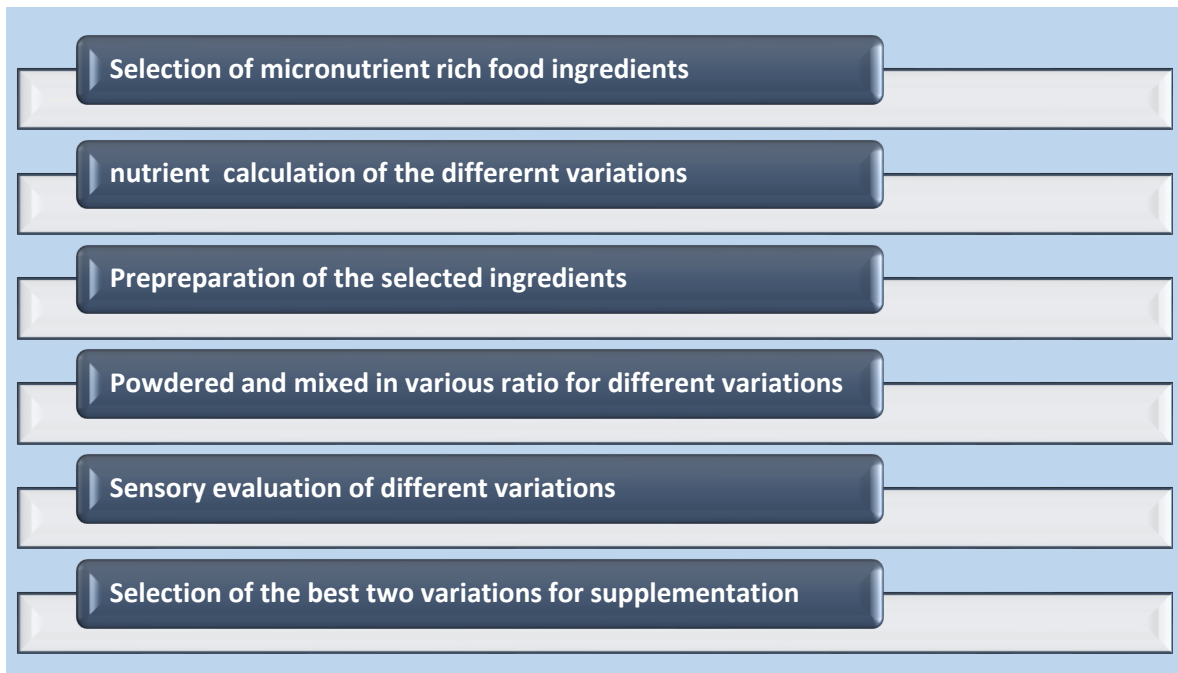 Selection of micronutrient rich food ingredients
nutrient  calculation of the differernt variations
Prepreparation of the selected ingredients
Powdered and mixed in various ratio for different variations
Sensory evaluation of different variations
Selection of the best two variations for supplementation